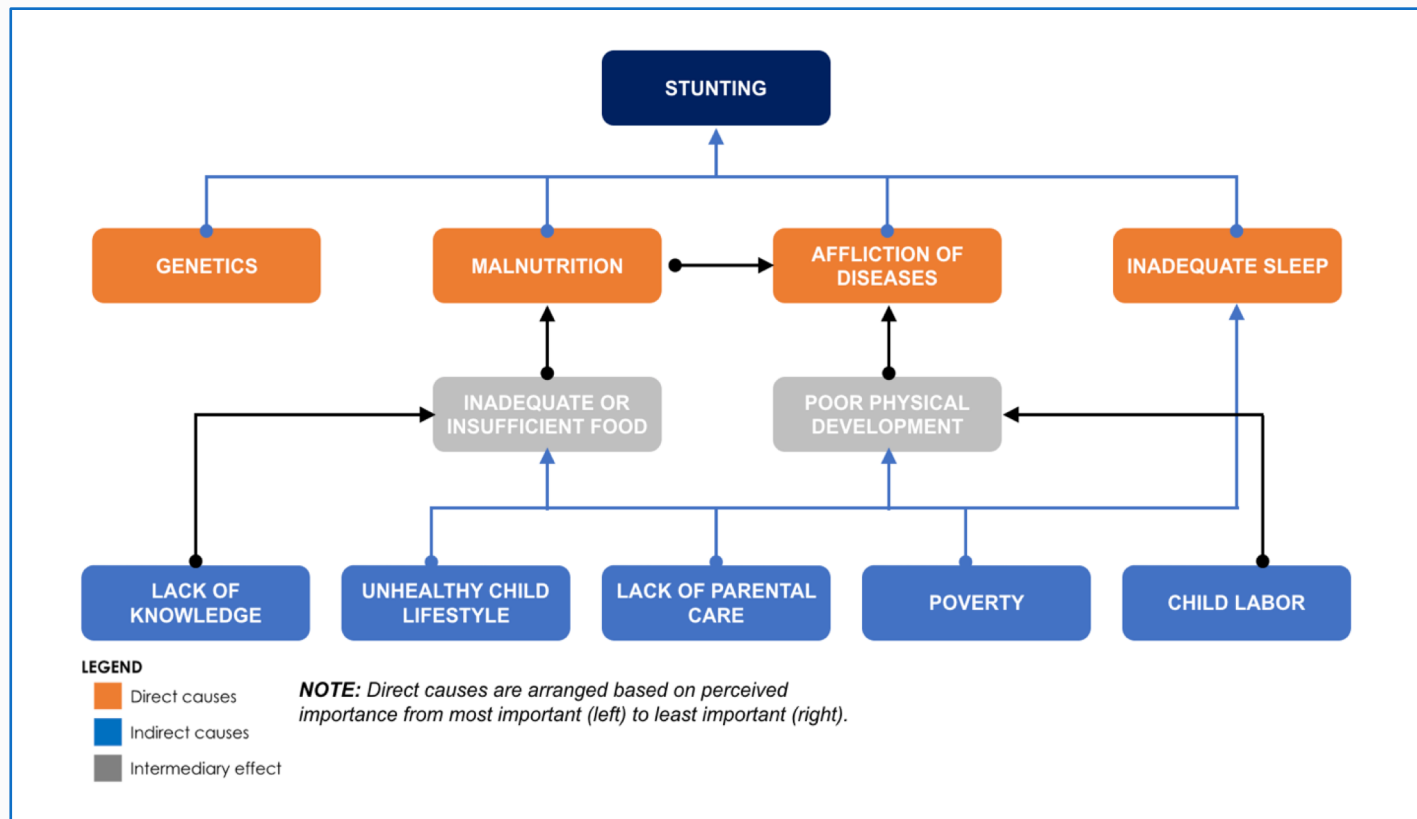 STUNTING
GENETICS
MALNUTRITION
AFFLICTION OF
DISEASES
INADEQUATE SLEEP
INADEQUATE OR
INSUFFICIENT FOOD
POOR PHYSICAL
DEVELOPMENT
LACK OF
KNOWLEDGE
UNHEALTHY CHILD
LIFESTYLE
LACK OF PARENTAL
CARE
POVERTY
CHILD LABOR
LEGEND
Direct causes
Indirect causes
Intermediary effect
NOTE: Direct causes are arranged based on perceived
importance from most important (left) to least important (right).